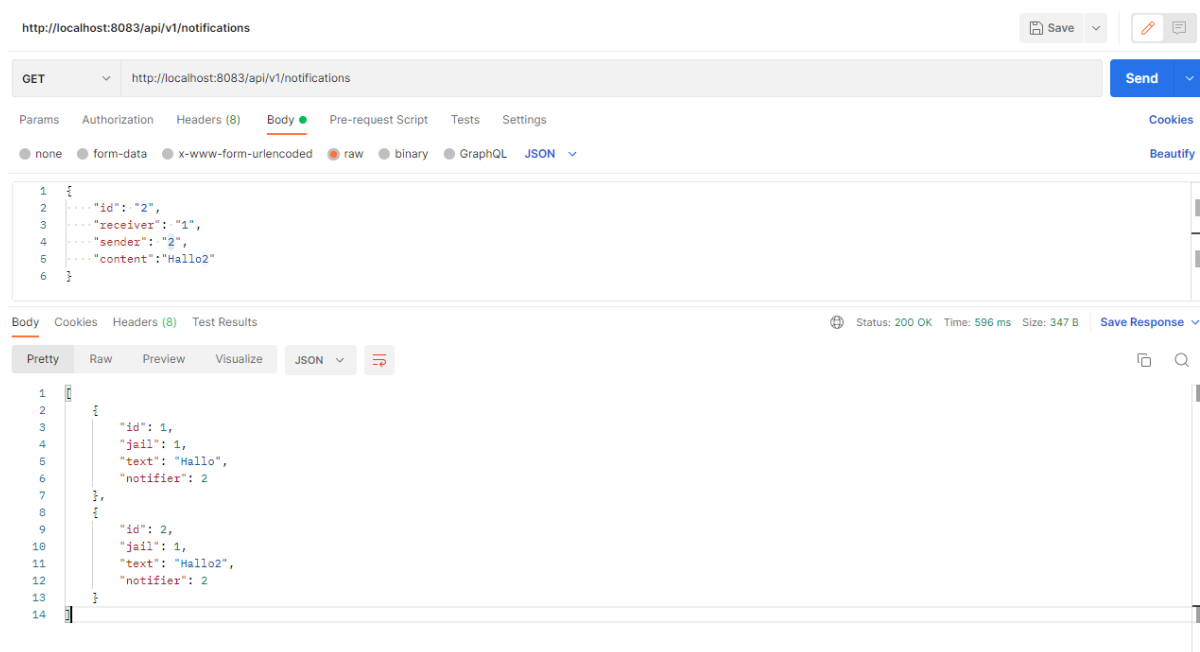 http://localhost:8083/api/v1/notifications
Save
GET
http://localhost:8083/api/v1/notifications
Send
Params Authorization Headers (8) Body Pre-request Script Tests Settings Cookies
none form-data x-www-form-urlencoded raw binary GraphQL JSON Beautify
1 {
2 "id": "2",
3 "receiver": "1",
4 "sender": "2",
5 "content":"Hallo2"
6 }
Body Cookies Headers (8) Test Results Status: 200 OK Time: 596 ms Size: 347 B Save Response
Pretty Raw Preview Visualize JSON
1 [
2 {
3 "id": 1,
4 "jail": 1,
5 "text": "Hallo",
6 "notifier": 2
7 },
8 {
9 "id": 2,
10 "jail": 1,
11 "text": "Hallo2",
12 "notifier": 2
13 }
14 ]